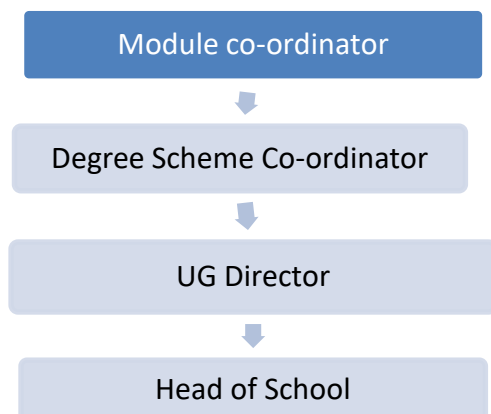 Module co-ordinator
Degree Scheme Co-ordinator
UG Director
Head of School